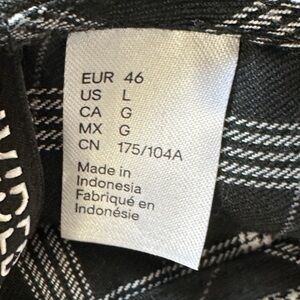 EUR 46
US L
CA G
MX G
CN 175/104A
Made in
Indonesia
Fabriqué en
Indonésie